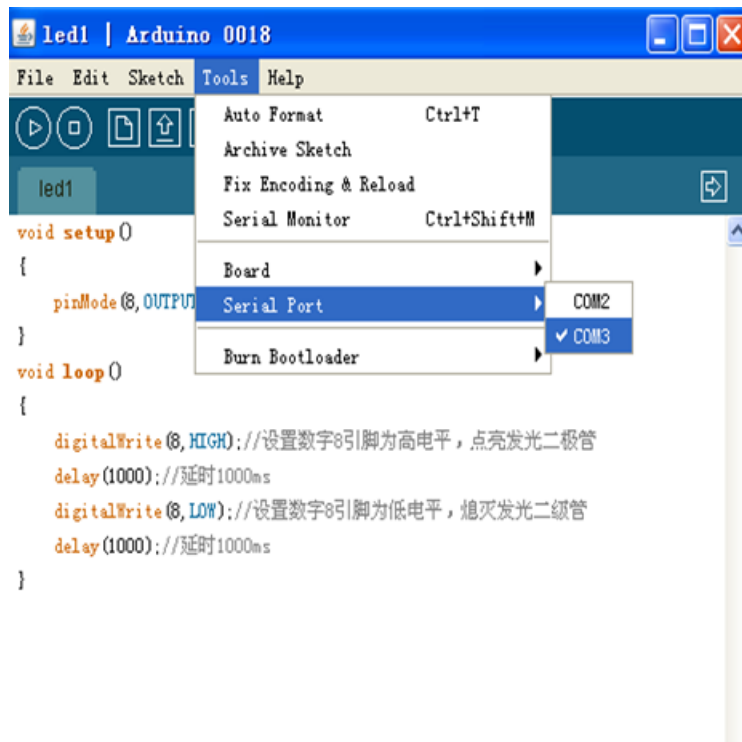 led1 | Arduino 0018
File Edit Sketch Tools Help
led1
Auto Format Ctrl+T
Archive Sketch
Fix Encoding & Reload
Serial Monitor Ctrl+Shift+M
Board
Serial Port
Burn Bootloader
COM2
COM3
void setup()
{
pinMode(8,OUTPUT
}
void loop()
{
digitalWrite(8,HIGH);//设置数字8引脚为高电平，点亮发光二极管
delay(1000);//延时1000ms
digitalWrite(8,LOW);//设置数字8引脚为低电平，熄灭发光二级管
delay(1000);//延时1000ms
}